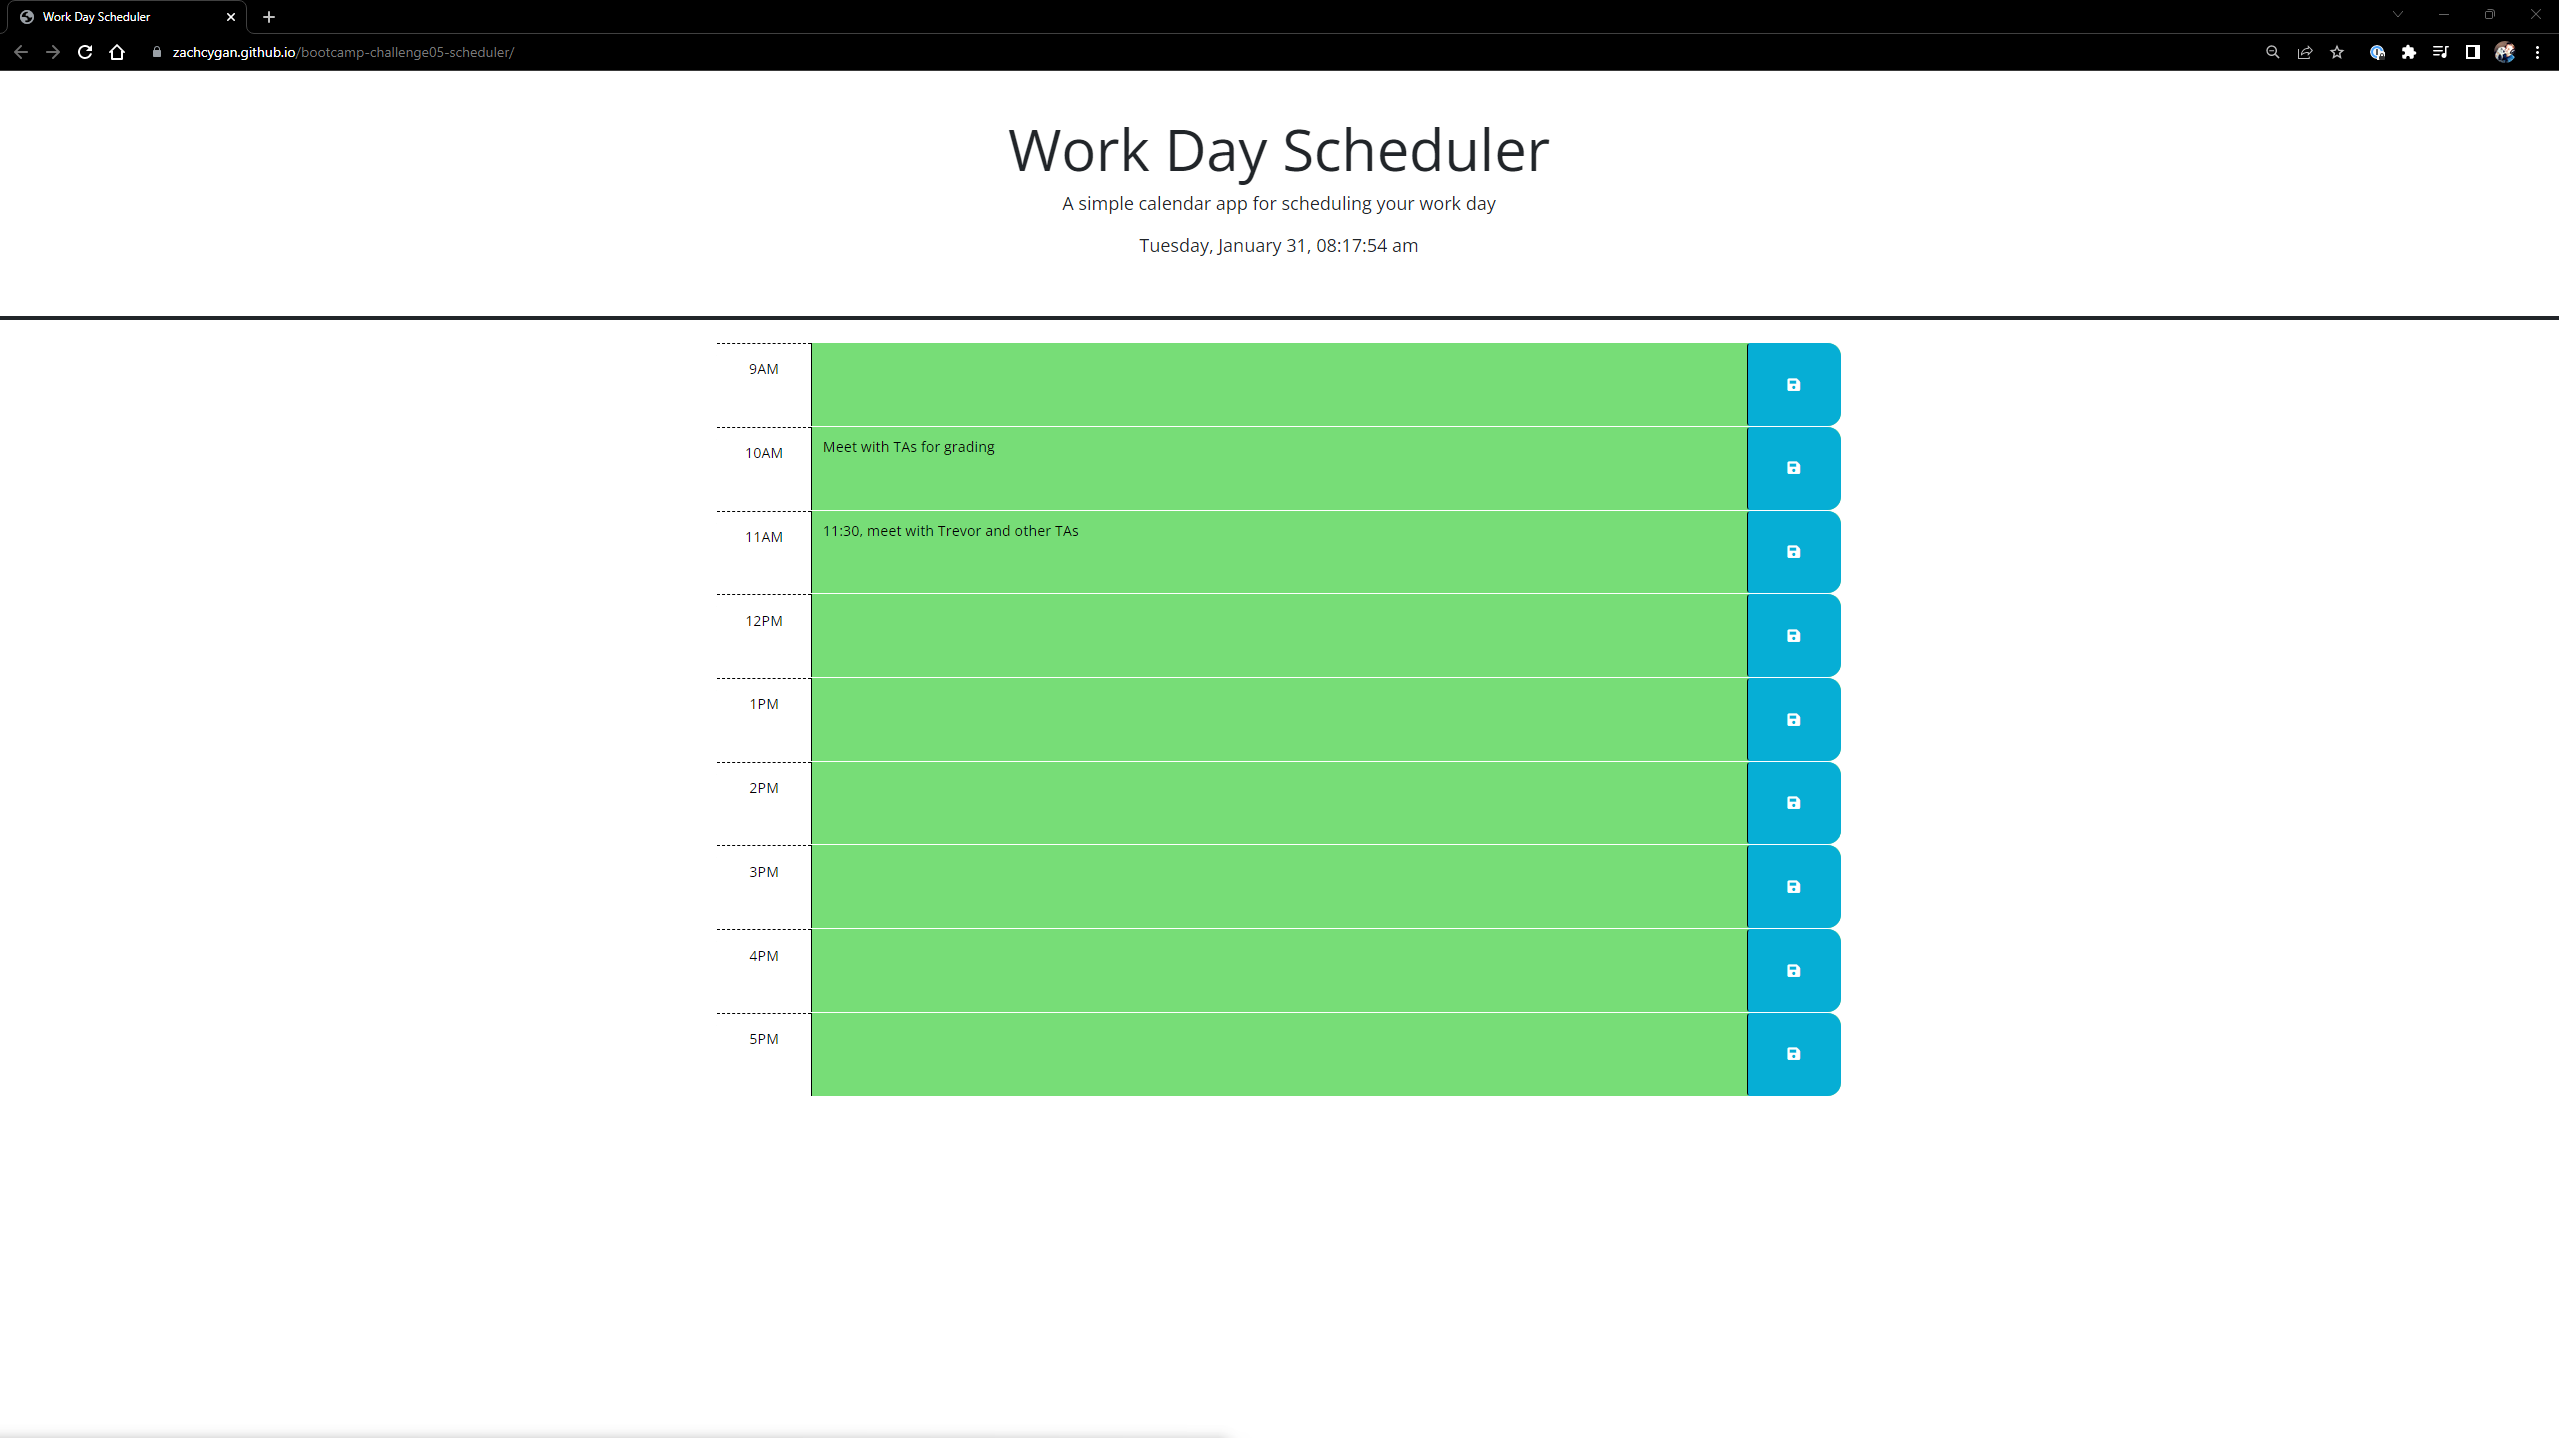 Work Day Scheduler
zachcygan.github.io/bootcamp-challenge05-scheduler/
Work Day Scheduler
A simple calendar app for scheduling your work day
Tuesday, January 31, 08:17:54 am
9AM
10AM Meet with TAs for grading
11AM 11:30, meet with Trevor and other TAs
12PM
1PM
2PM
3PM
4PM
5PM